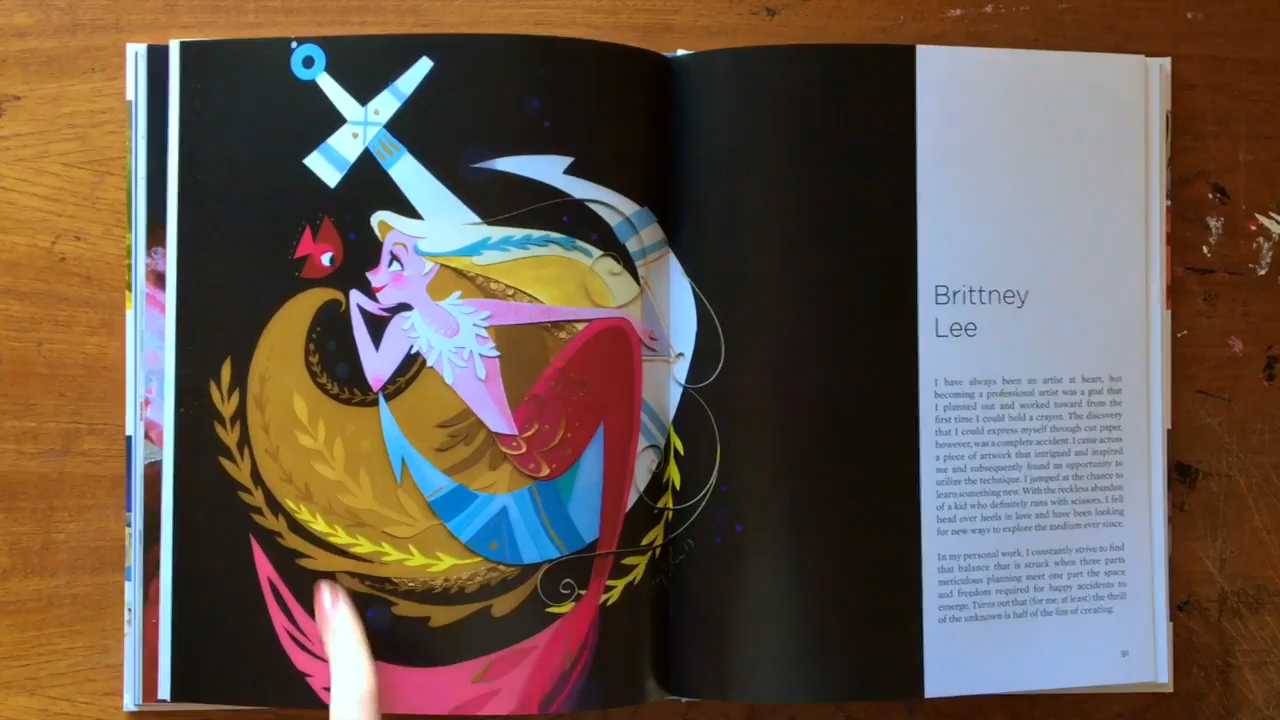 Brittney
Lee
I have always been an artist at heart, but
becoming a professional artist was a goal that
I planned out and worked toward from the
first time I could hold a crayon. The discovery
that I could express myself through cut paper,
however, was a complete accident. I came across
a piece of artwork that intrigued and inspired
me and subsequently found an opportunity to
utilize the technique. I jumped at the chance to
learn something new. With the reckless abandon
of a kid who definitely runs with scissors, I fell
head over heels in love and have been looking
for new ways to explore the medium ever since.
In my personal work, I constantly strive to find
that balance that is struck when three parts
meticulous planning meet one part the space
and freedom required for happy accidents to
emerge. Turns out that (for me, at least) the thrill
of the unknown is half of the fun of creating.
91